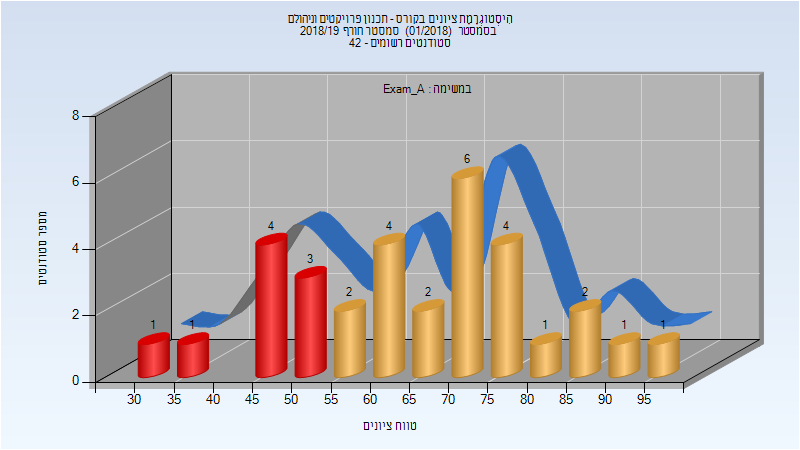 היסטוגרמת ציונים בקורס - תכנון פרויקטים וניהולם
בסמסטר (01/2018) סמסטר חורף 2018/19
סטודנטים רשומים - 42
במשימה : Exam_A
מספר סטודנטים
8
6
4
2
0
1 1 4 3 2 4 2 6 4 1 2 1 1
30 35 40 45 50 55 60 65 70 75 80 85 90 95
טווח ציונים